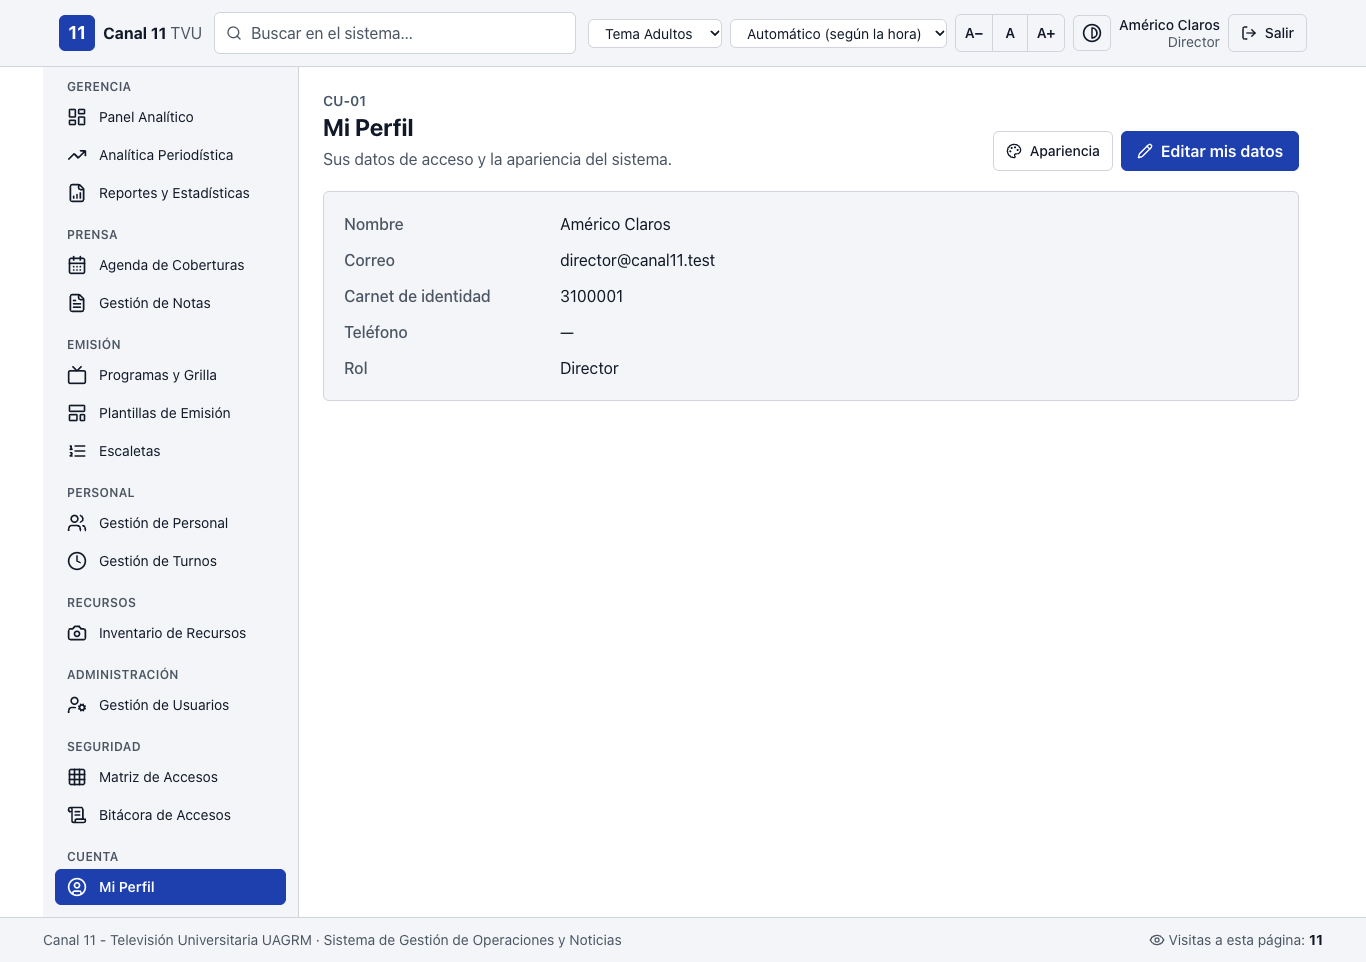 11 Canal 11 TVU
Buscar en el sistema...
Tema Adultos
Automático (según la hora)
A− A A+
Américo Claros
Director
Salir
GERENCIA
Panel Analítico
Analítica Periodística
Reportes y Estadísticas
PRENSA
Agenda de Coberturas
Gestión de Notas
EMISIÓN
Programas y Grilla
Plantillas de Emisión
Escaletas
PERSONAL
Gestión de Personal
Gestión de Turnos
RECURSOS
Inventario de Recursos
ADMINISTRACIÓN
Gestión de Usuarios
SEGURIDAD
Matriz de Accesos
Bitácora de Accesos
CUENTA
Mi Perfil
CU-01
Mi Perfil
Sus datos de acceso y la apariencia del sistema.
Apariencia
Editar mis datos
Nombre Américo Claros
Correo director@canal11.test
Carnet de identidad 3100001
Teléfono —
Rol Director
Canal 11 - Televisión Universitaria UAGRM · Sistema de Gestión de Operaciones y Noticias
Visitas a esta página: 11